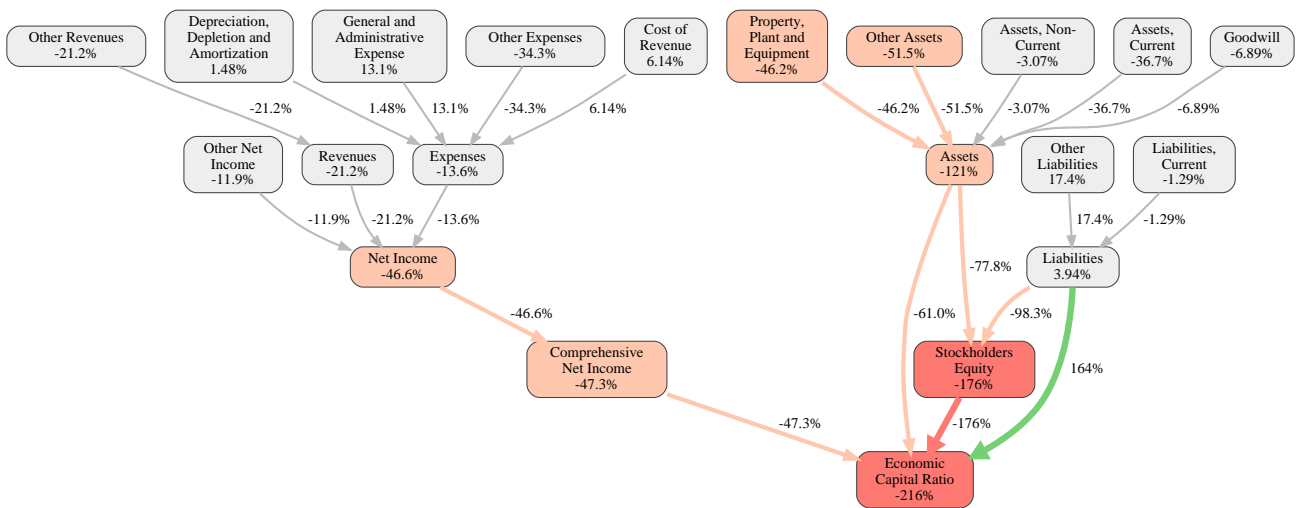 Other Revenues
-21.2%
Depreciation,
Depletion and
Amortization
1.48%
General and
Administrative
Expense
13.1%
Other Expenses
-34.3%
Cost of
Revenue
6.14%
Property,
Plant and
Equipment
-46.2%
Other Assets
-51.5%
Assets, Non-
Current
-3.07%
Assets,
Current
-36.7%
Goodwill
-6.89%
-21.2%
1.48%
13.1%
-34.3%
6.14%
-46.2%
-51.5%
-3.07%
-36.7%
-6.89%
Other Net
Income
-11.9%
Revenues
-21.2%
Expenses
-13.6%
Assets
-121%
Other
Liabilities
17.4%
Liabilities,
Current
-1.29%
-11.9%
-21.2%
-13.6%
17.4%
-1.29%
Net Income
-46.6%
-77.8%
Liabilities
3.94%
-46.6%
-61.0%
-98.3%
Comprehensive
Net Income
-47.3%
Stockholders
Equity
-176%
164%
-47.3%
-176%
Economic
Capital Ratio
-216%